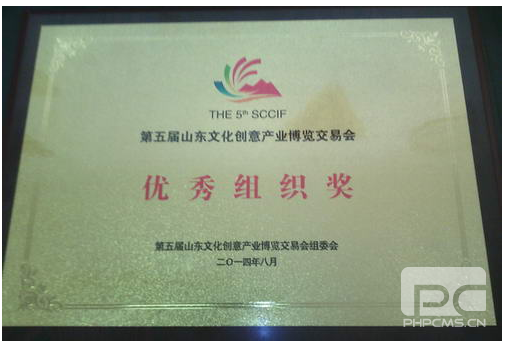 THE 5th SCCIF
第五届山东文化创意产业博览交易会
优秀组织奖
第五届山东文化创意产业博览交易会组委会
二〇一四年八月
PC
PHPCMS.CN